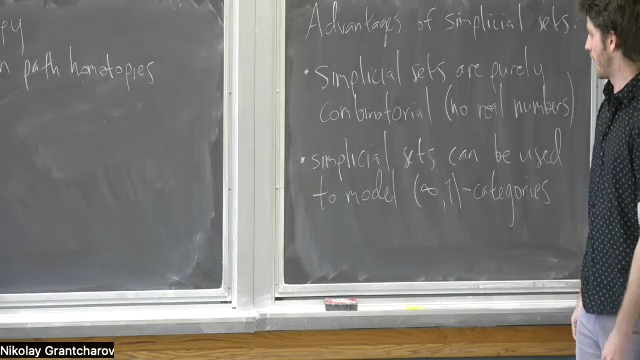 py
n path homotopies
Advantages of simplicial sets:
• Simplicial sets are purely
combinatorial (no real numbers)
• simplicial sets can be used
to model (∞,1)-categories
Nikolay Grantcharov